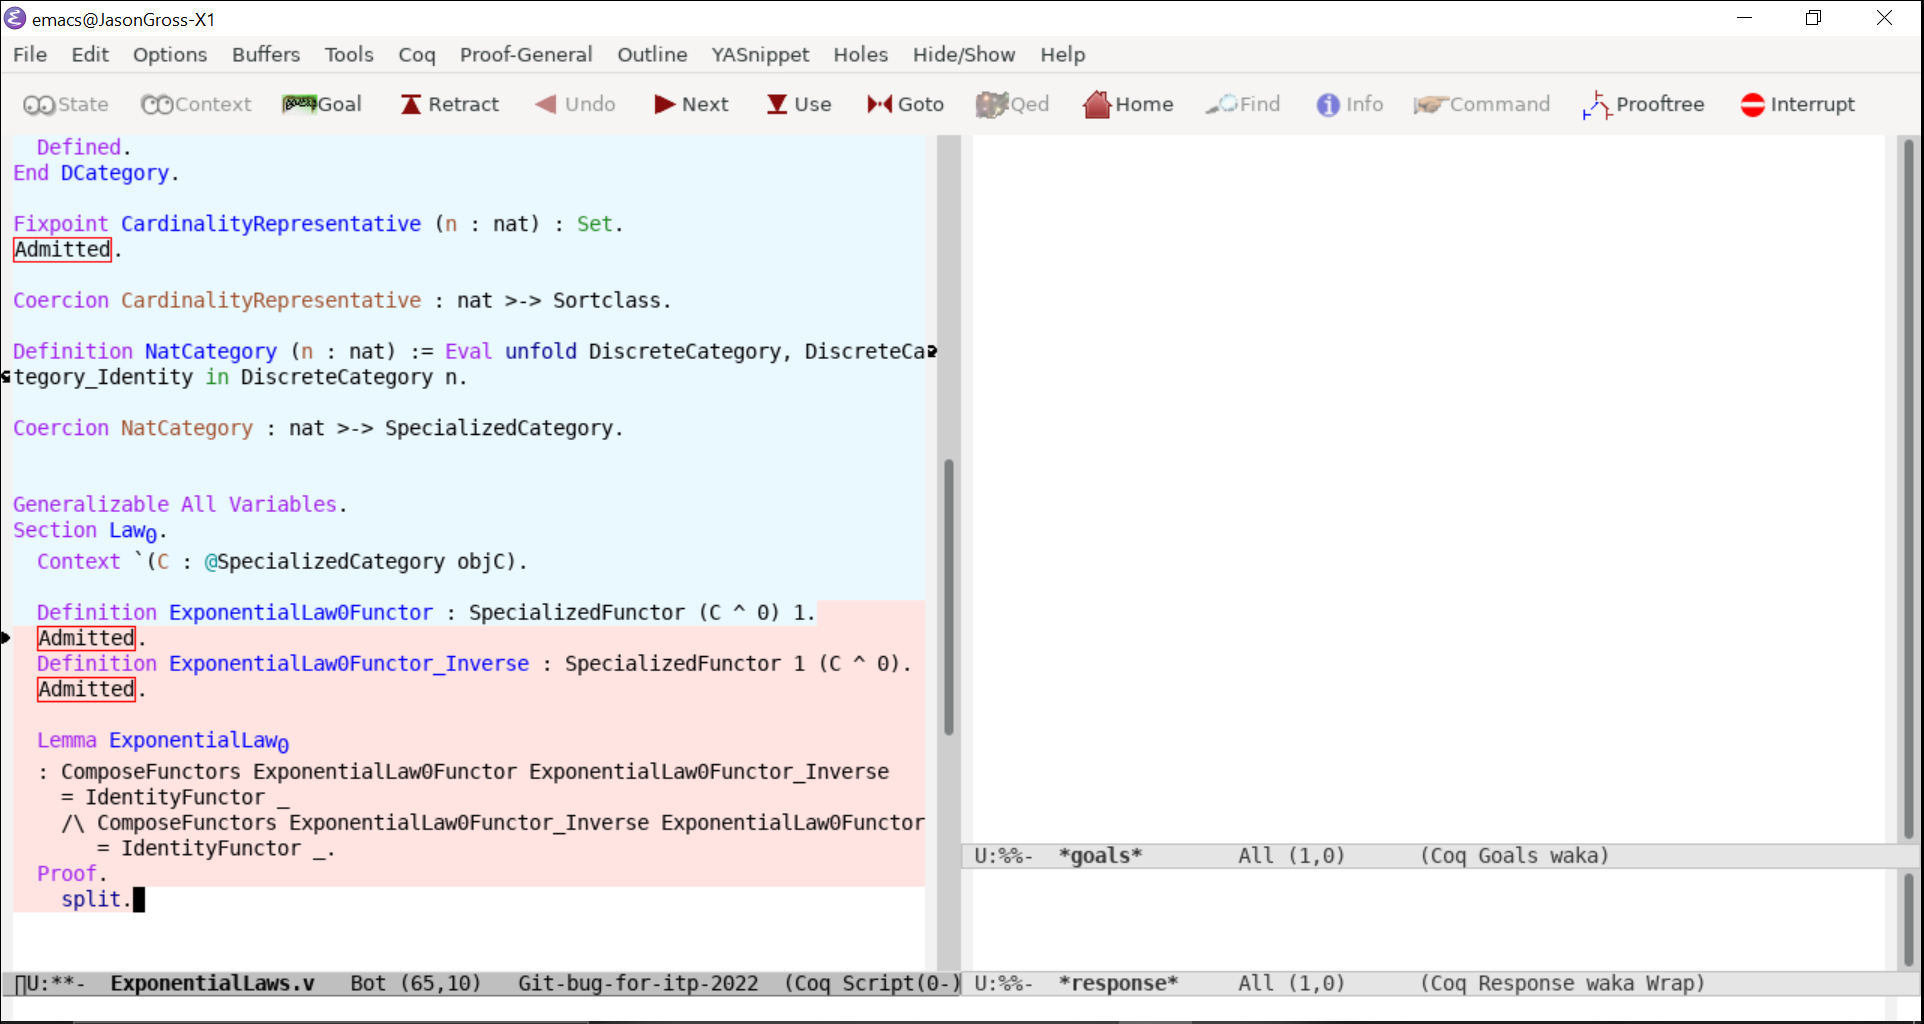 emacs@JasonGross-X1
File Edit Options Buffers Tools Coq Proof-General Outline YASnippet Holes Hide/Show Help
State Context Goal Retract Undo Next Use Goto Qed Home Find Info Command Prooftree Interrupt
  Defined.
End DCategory.
Fixpoint CardinalityRepresentative (n : nat) : Set.
Admitted.
Coercion CardinalityRepresentative : nat >-> Sortclass.
Definition NatCategory (n : nat) := Eval unfold DiscreteCategory, DiscreteCa
tegory_Identity in DiscreteCategory n.
Coercion NatCategory : nat >-> SpecializedCategory.
Generalizable All Variables.
Section Law₀.
  Context `(C : @SpecializedCategory objC).
  Definition ExponentialLaw0Functor : SpecializedFunctor (C ^ 0) 1.
  Admitted.
  Definition ExponentialLaw0Functor_Inverse : SpecializedFunctor 1 (C ^ 0).
  Admitted.
  Lemma ExponentialLaw₀
  : ComposeFunctors ExponentialLaw0Functor ExponentialLaw0Functor_Inverse
    = IdentityFunctor _
    /\ ComposeFunctors ExponentialLaw0Functor_Inverse ExponentialLaw0Functor
       = IdentityFunctor _.
  Proof.
    split.
U:**-  ExponentialLaws.v   Bot (65,10)   Git-bug-for-itp-2022  (Coq Script(0-)
U:%%-  *goals*        All (1,0)      (Coq Goals waka)
U:%%-  *response*     All (1,0)      (Coq Response waka Wrap)